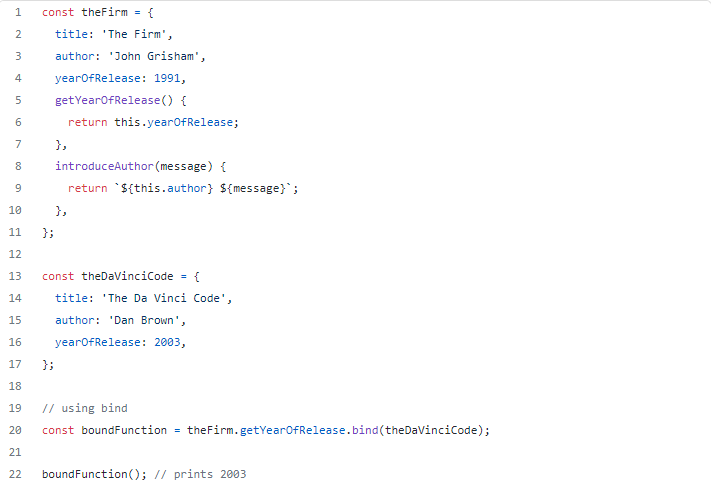 1 const theFirm = {
2   title: 'The Firm',
3   author: 'John Grisham',
4   yearOfRelease: 1991,
5   getYearOfRelease() {
6     return this.yearOfRelease;
7   },
8   introduceAuthor(message) {
9     return `${this.author} ${message}`;
10   },
11 };
12
13 const theDaVinciCode = {
14   title: 'The Da Vinci Code',
15   author: 'Dan Brown',
16   yearOfRelease: 2003,
17 };
18
19 // using bind
20 const boundFunction = theFirm.getYearOfRelease.bind(theDaVinciCode);
21
22 boundFunction(); // prints 2003